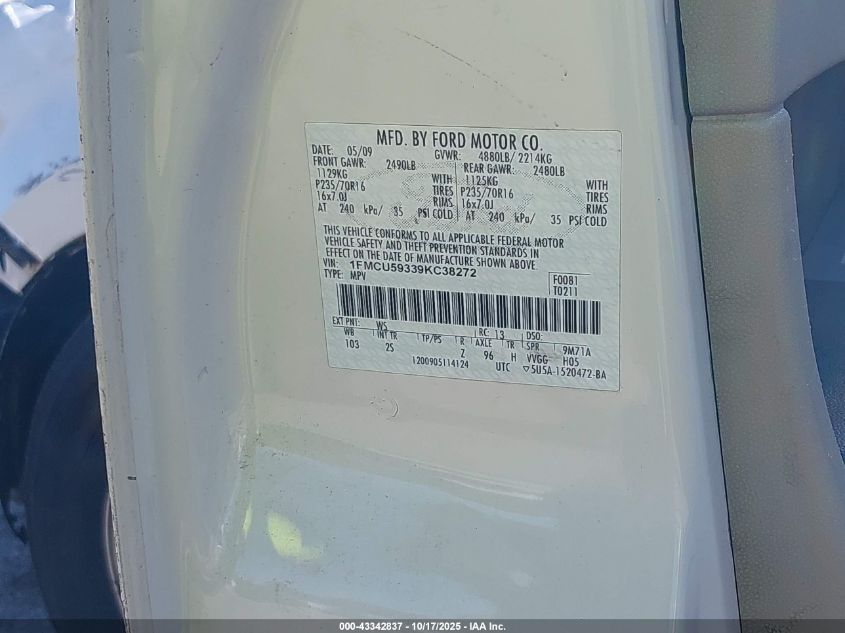 MFD. BY FORD MOTOR CO.
DATE: 05/09 GVWR: 4880LB/ 2214KG
FRONT GAWR: 2490LB REAR GAWR: 2480LB
1129KG WITH 1125KG WITH
P235/70R16 TIRES P235/70R16 TIRES
16x7.0J RIMS 16x7.0J RIMS
AT 240 kPa/ 35 PSI COLD AT 240 kPa/ 35 PSI COLD
THIS VEHICLE CONFORMS TO ALL APPLICABLE FEDERAL MOTOR
VEHICLE SAFETY AND THEFT PREVENTION STANDARDS IN
EFFECT ON THE DATE OF MANUFACTURE SHOWN ABOVE.
VIN: 1FMCU59339KC38272 F0081
TYPE: MPV T0211
EXT PNT: WS RC: 13 DSO:
WB INT TR TP/PS R AXLE TR SPR 9M71A
103 2S Z 96 H VVGG H05
1200905114124 UTC ▽5U5A-1520472-BA
000-43342837 - 10/17/2025 - IAA Inc.